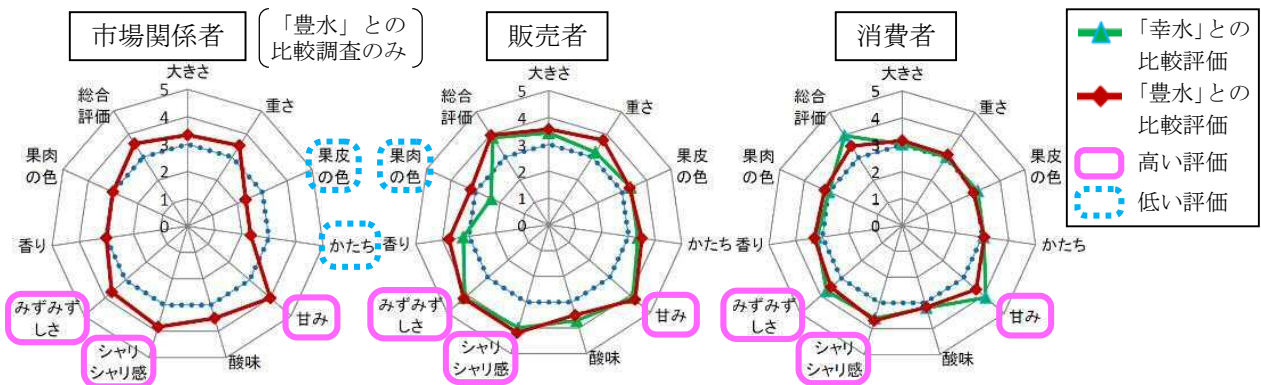 市場関係者
「豊水」との
比較調査のみ
大きさ
重さ
果皮
の色
かたち
甘み
酸味
シャリ
シャリ感
みずみず
しさ
香り
果肉
の色
総合
評価
5
4
3
2
1
0
販売者
大きさ
重さ
果皮
の色
かたち
甘み
酸味
シャリ
シャリ感
みずみず
しさ
香り
果肉
の色
総合
評価
5
4
3
2
1
0
消費者
大きさ
重さ
果皮
の色
かたち
甘み
酸味
シャリ
シャリ感
みずみず
しさ
香り
果肉
の色
総合
評価
5
4
3
2
1
0
「幸水」との
比較評価
「豊水」との
比較評価
高い評価
低い評価